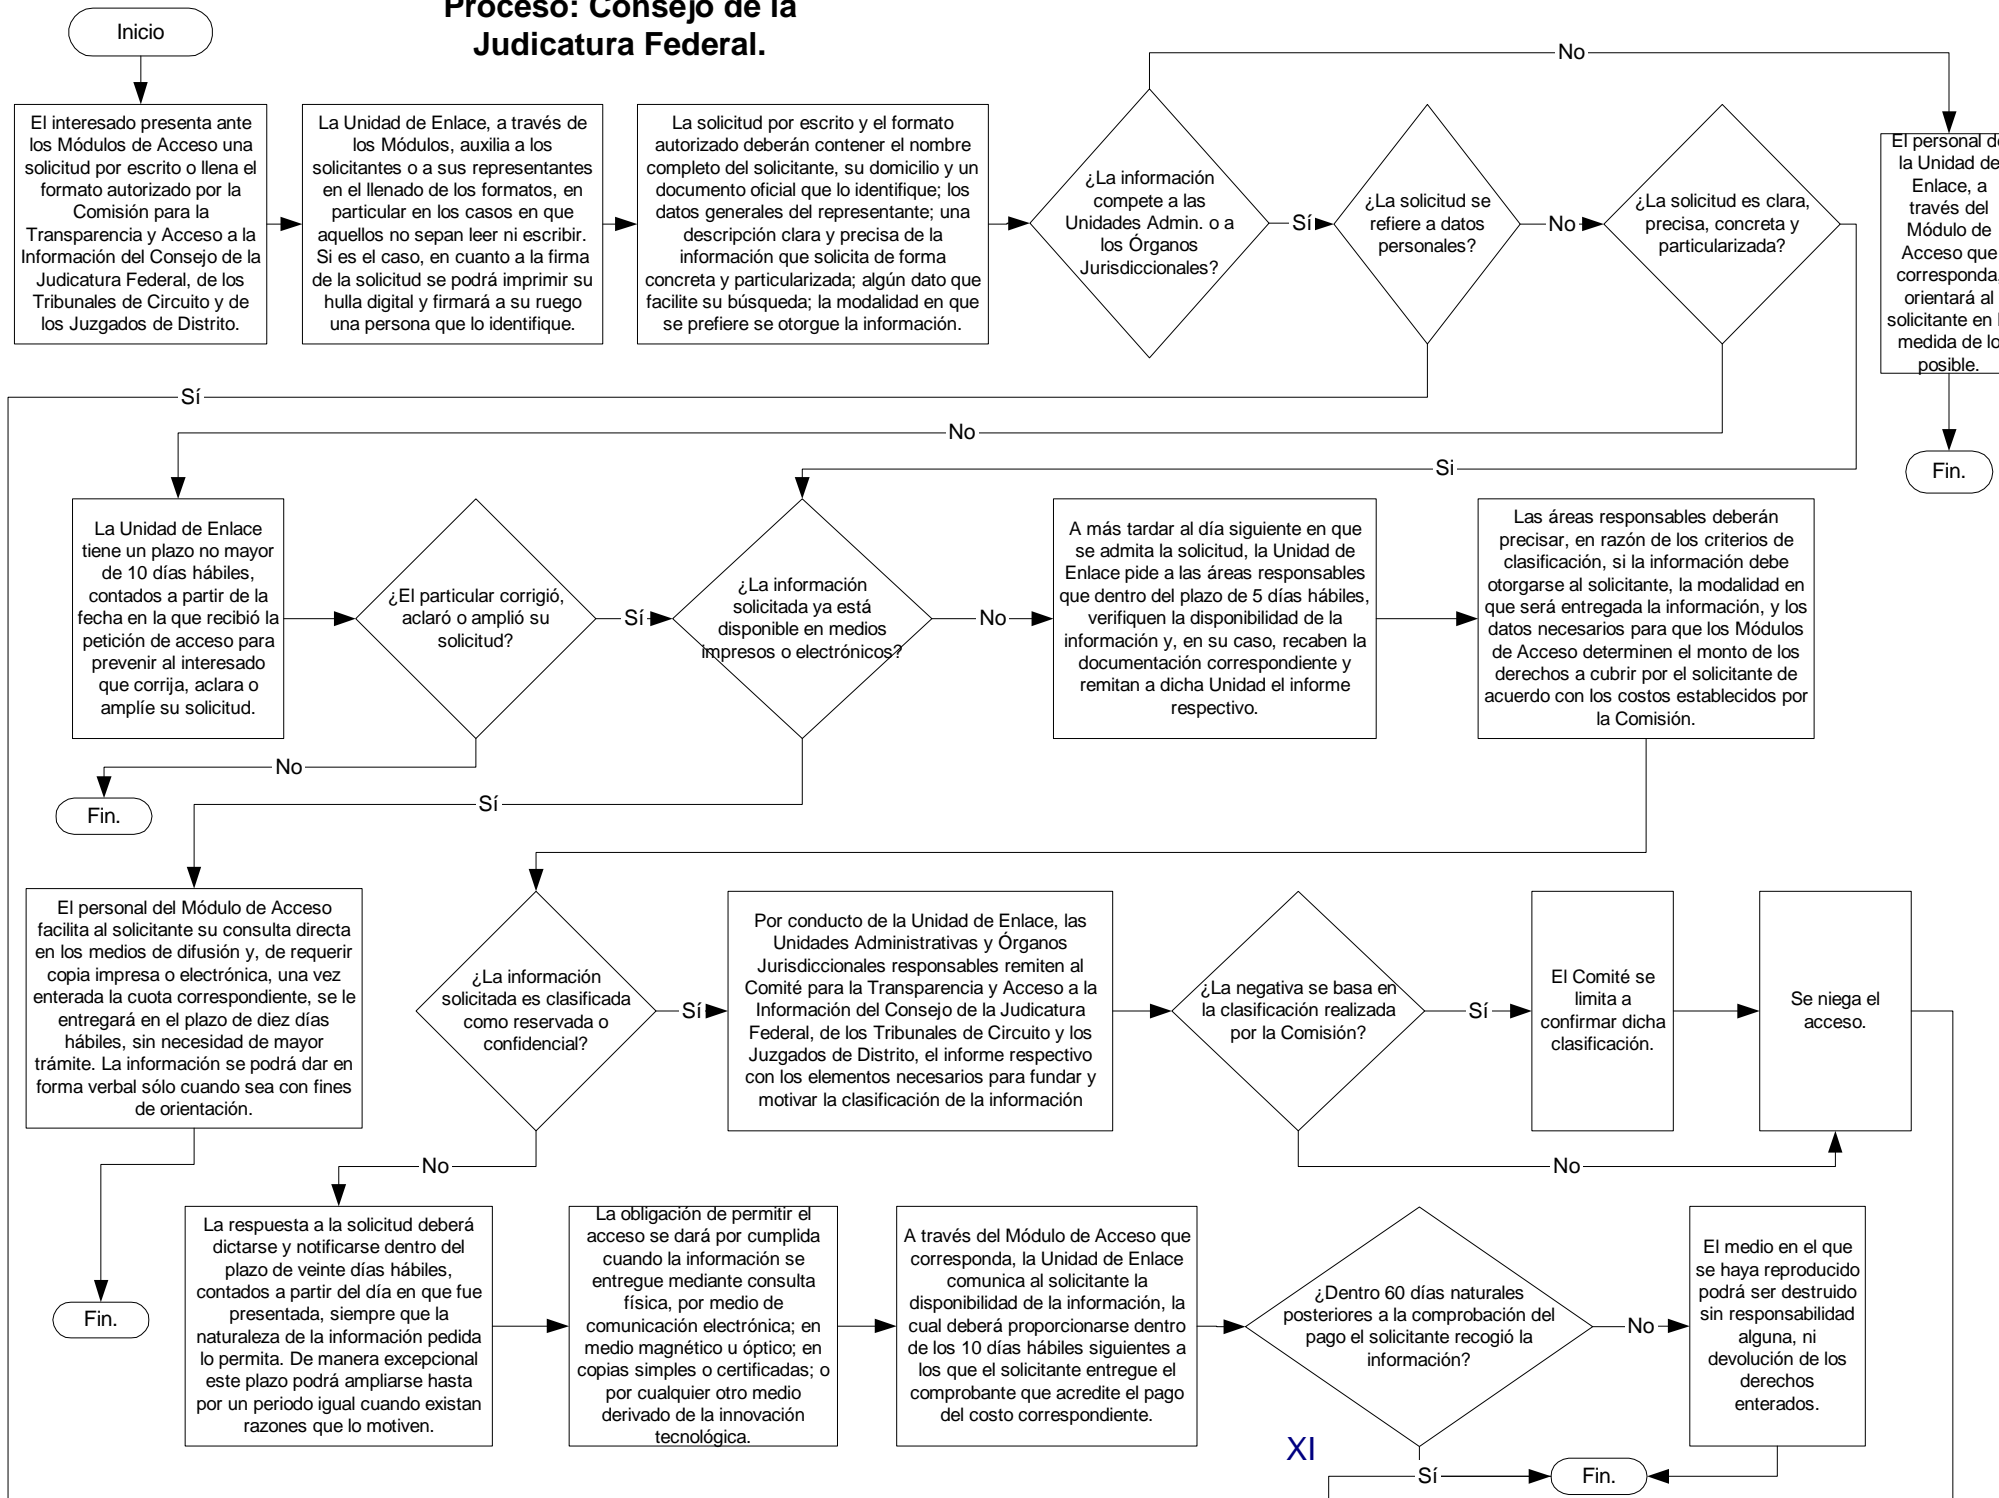 Proceso: Consejo de la
Judicatura Federal.
Inicio
El interesado presenta ante
los Módulos de Acceso una
solicitud por escrito o llena el
formato autorizado por la
Comisión para la
Transparencia y Acceso a la
Información del Consejo de la
Judicatura Federal, de los
Tribunales de Circuito y de
los Juzgados de Distrito.
La Unidad de Enlace, a través de
los Módulos, auxilia a los
solicitantes o a sus representantes
en el llenado de los formatos, en
particular en los casos en que
aquellos no sepan leer ni escribir.
Si es el caso, en cuanto a la firma
de la solicitud se podrá imprimir su
hulla digital y firmará a su ruego
una persona que lo identifique.
La solicitud por escrito y el formato
autorizado deberán contener el nombre
completo del solicitante, su domicilio y un
documento oficial que lo identifique; los
datos generales del representante; una
descripción clara y precisa de la
información que solicita de forma
concreta y particularizada; algún dato que
facilite su búsqueda; la modalidad en que
se prefiere se otorgue la información.
¿La información
compete a las
Unidades Admin. o a
los Órganos
Jurisdiccionales?
Sí
¿La solicitud se
refiere a datos
personales?
No
¿La solicitud es clara,
precisa, concreta y
particularizada?
No
El personal de
la Unidad de
Enlace, a
través del
Módulo de
Acceso que
corresponda,
orientará al
solicitante en
medida de lo
posible.
Fin.
Sí
No
Si
La Unidad de Enlace
tiene un plazo no mayor
de 10 días hábiles,
contados a partir de la
fecha en la que recibió la
petición de acceso para
prevenir al interesado
que corrija, aclara o
amplíe su solicitud.
¿El particular corrigió,
aclaró o amplió su
solicitud?
Sí
¿La información
solicitada ya está
disponible en medios
impresos o electrónicos?
No
A más tardar al día siguiente en que
se admita la solicitud, la Unidad de
Enlace pide a las áreas responsables
que dentro del plazo de 5 días hábiles,
verifiquen la disponibilidad de la
información y, en su caso, recaben la
documentación correspondiente y
remitan a dicha Unidad el informe
respectivo.
Las áreas responsables deberán
precisar, en razón de los criterios de
clasificación, si la información debe
otorgarse al solicitante, la modalidad en
que será entregada la información, y los
datos necesarios para que los Módulos
de Acceso determinen el monto de los
derechos a cubrir por el solicitante de
acuerdo con los costos establecidos por
la Comisión.
No
Fin.
Sí
El personal del Módulo de Acceso
facilita al solicitante su consulta directa
en los medios de difusión y, de requerir
copia impresa o electrónica, una vez
enterada la cuota correspondiente, se le
entregará en el plazo de diez días
hábiles, sin necesidad de mayor
trámite. La información se podrá dar en
forma verbal sólo cuando sea con fines
de orientación.
Fin.
¿La información
solicitada es clasificada
como reservada o
confidencial?
Sí
Por conducto de la Unidad de Enlace, las
Unidades Administrativas y Órganos
Jurisdiccionales responsables remiten al
Comité para la Transparencia y Acceso a la
Información del Consejo de la Judicatura
Federal, de los Tribunales de Circuito y los
Juzgados de Distrito, el informe respectivo
con los elementos necesarios para fundar y
motivar la clasificación de la información
¿La negativa se basa en
la clasificación realizada
por la Comisión?
Sí
El Comité se
limita a
confirmar dicha
clasificación.
Se niega el
acceso.
No
No
La respuesta a la solicitud deberá
dictarse y notificarse dentro del
plazo de veinte días hábiles,
contados a partir del día en que fue
presentada, siempre que la
naturaleza de la información pedida
lo permita. De manera excepcional
este plazo podrá ampliarse hasta
por un periodo igual cuando existan
razones que lo motiven.
La obligación de permitir el
acceso se dará por cumplida
cuando la información se
entregue mediante consulta
física, por medio de
comunicación electrónica; en
medio magnético u óptico; en
copias simples o certificadas; o
por cualquier otro medio
derivado de la innovación
tecnológica.
A través del Módulo de Acceso que
corresponda, la Unidad de Enlace
comunica al solicitante la
disponibilidad de la información, la
cual deberá proporcionarse dentro
de los 10 días hábiles siguientes a
los que el solicitante entregue el
comprobante que acredite el pago
del costo correspondiente.
¿Dentro 60 días naturales
posteriores a la comprobación del
pago el solicitante recogió la
información?
No
El medio en el que
se haya reproducido
podrá ser destruido
sin responsabilidad
alguna, ni
devolución de los
derechos
enterados.
XI
Sí
Fin.